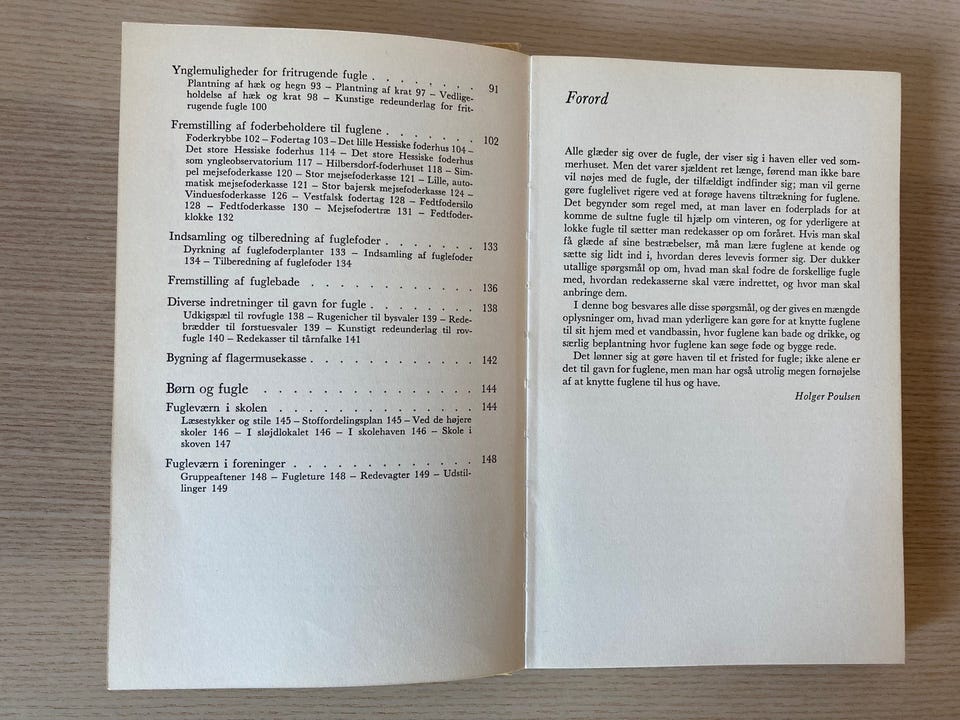 Ynglemuligheder for fritrugende fugle . . . . . . . . 91
Plantning af hæk og hegn 93 – Plantning af krat 97 – Vedlige-
holdelse af hæk og krat 98 – Kunstige redeunderlag for frit-
rugende fugle 100
Fremstilling af foderbeholdere til fuglene . . . . . . . 102
Foderkrybbe 102 – Fodertag 103 – Det lille Hessiske foderhus 104 –
Det store Hessiske foderhus 114 – Det store Hessiske foderhus
som yngleobservatorium 117 – Hilbersdorf-foderhuset 118 – Sim-
pel mejsefoderkasse 120 – Stor mejsefoderkasse 121 – Lille, auto-
matisk mejsefoderkasse 121 – Stor bajersk mejsefoderkasse 124 –
Vinduesfoderkasse 126 – Vestfalsk fodertag 128 – Fedtfodersilo
128 – Fedtfoderkasse 130 – Mejsefodertræ 131 – Fedtfoder-
klokke 132
Indsamling og tilberedning af fuglefoder . . . . . . . 133
Dyrkning af fuglefoderplanter 133 – Indsamling af fuglefoder
134 – Tilberedning af fuglefoder 134
Fremstilling af fuglebade . . . . . . . . . . . . 136
Diverse indretninger til gavn for fugle . . . . . . . . 138
Udkigspæl til rovfugle 138 – Rugenicher til bysvaler 139 – Rede-
brædder til forstuesvaler 139 – Kunstigt redeunderlag til rov-
fugle 140 – Redekasser til tårnfalke 141
Bygning af flagermusekasse . . . . . . . . . . . . 142
Børn og fugle . . . . . . . . . . . . . . . 144
Fugleværn i skolen . . . . . . . . . . . . . . 144
Læsestykker og stile 145 – Stoffordelingsplan 145 – Ved de højere
skoler 146 – I sløjdlokalet 146 – I skolehaven 146 – Skole i
skoven 147
Fugleværn i foreninger . . . . . . . . . . . . . 148
Gruppeaftener 148 – Fugleture 148 – Redevagter 149 – Udstil-
linger 149
Forord
Alle glæder sig over de fugle, der viser sig i haven eller ved som-
merhuset. Men det varer sjældent ret længe, førend man ikke bare
vil nøjes med de fugle, der tilfældigt indfinder sig; man vil gerne
gøre fuglelivet rigere ved at forøge havens tiltrækning for fuglene.
Det begynder som regel med, at man laver en foderplads for at
komme de sultne fugle til hjælp om vinteren, og for yderligere at
lokke fugle til sætter man redekasser op om foråret. Hvis man skal
få glæde af sine bestræbelser, må man lære fuglene at kende og
sætte sig lidt ind i, hvordan deres levevis former sig. Der dukker
utallige spørgsmål op om, hvad man skal fodre de forskellige fugle
med, hvordan redekasserne skal være indrettet, og hvor man skal
anbringe dem.
I denne bog besvares alle disse spørgsmål, og der gives en mængde
oplysninger om, hvad man yderligere kan gøre for at knytte fuglene
til sit hjem med et vandbassin, hvor fuglene kan bade og drikke, og
særlig beplantning hvor fuglene kan søge føde og bygge rede.
Det lønner sig at gøre haven til et fristed for fugle; ikke alene er
det til gavn for fuglene, men man har også utrolig megen fornøjelse
af at knytte fuglene til hus og have.
Holger Poulsen